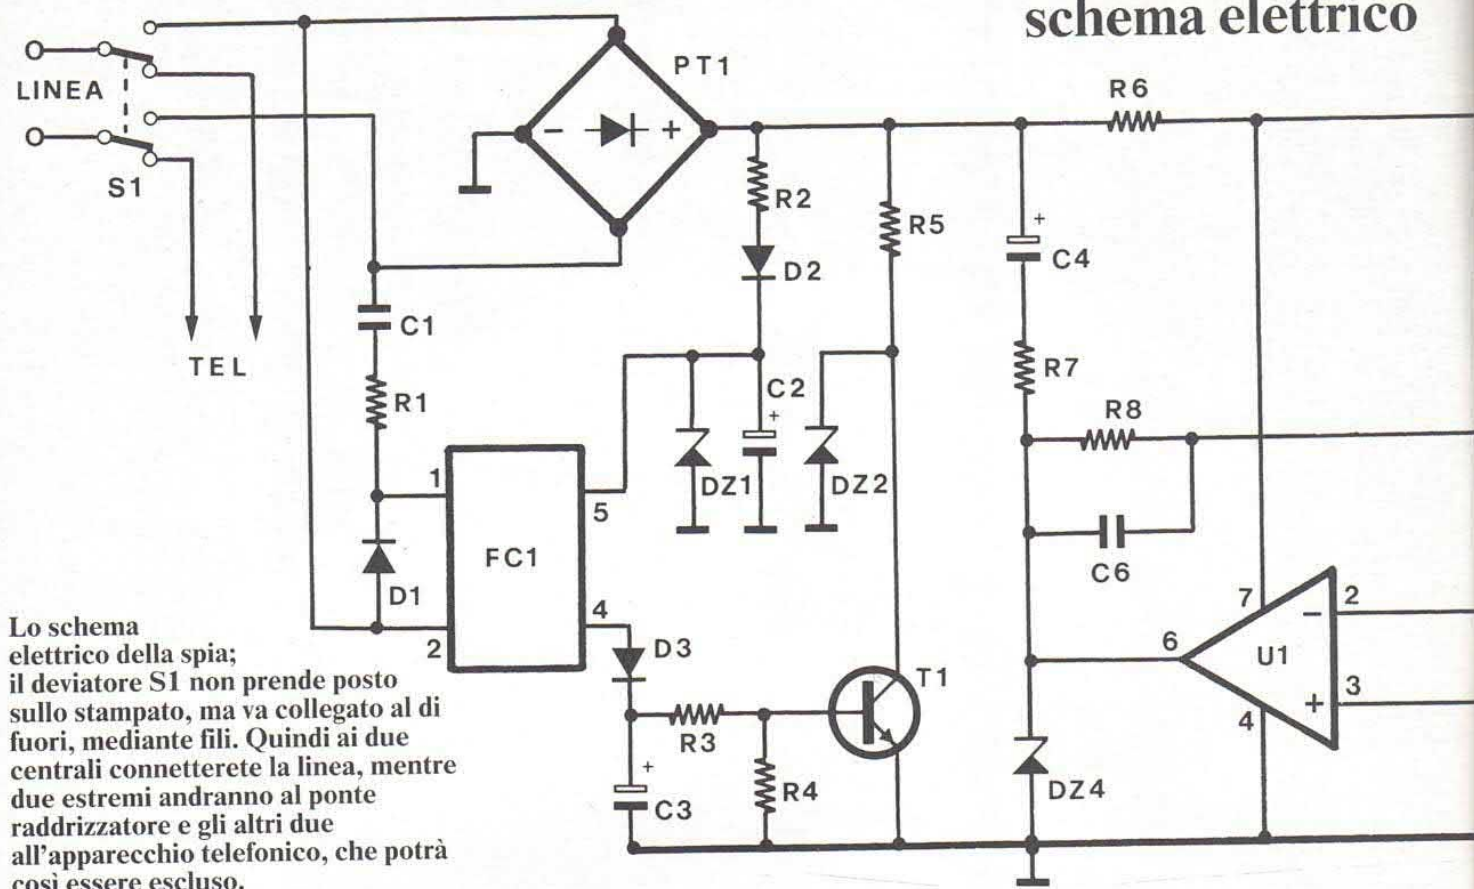 schema elettrico
LINEA
S1
TEL
PT1
-
+
R6
R2
R5
D2
+
C4
C1
R1
C2
+
R7
R8
DZ1
DZ2
1
5
FC1
C6
D1
4
2
D3
7
2
-
6
U1
T1
3
+
4
R3
+
C3
R4
DZ4
Lo schema
elettrico della spia;
il deviatore S1 non prende posto
sullo stampato, ma va collegato al di
fuori, mediante fili. Quindi ai due
centrali connetterete la linea, mentre
due estremi andranno al ponte
raddrizzatore e gli altri due
all'apparecchio telefonico, che potrà
così essere escluso.